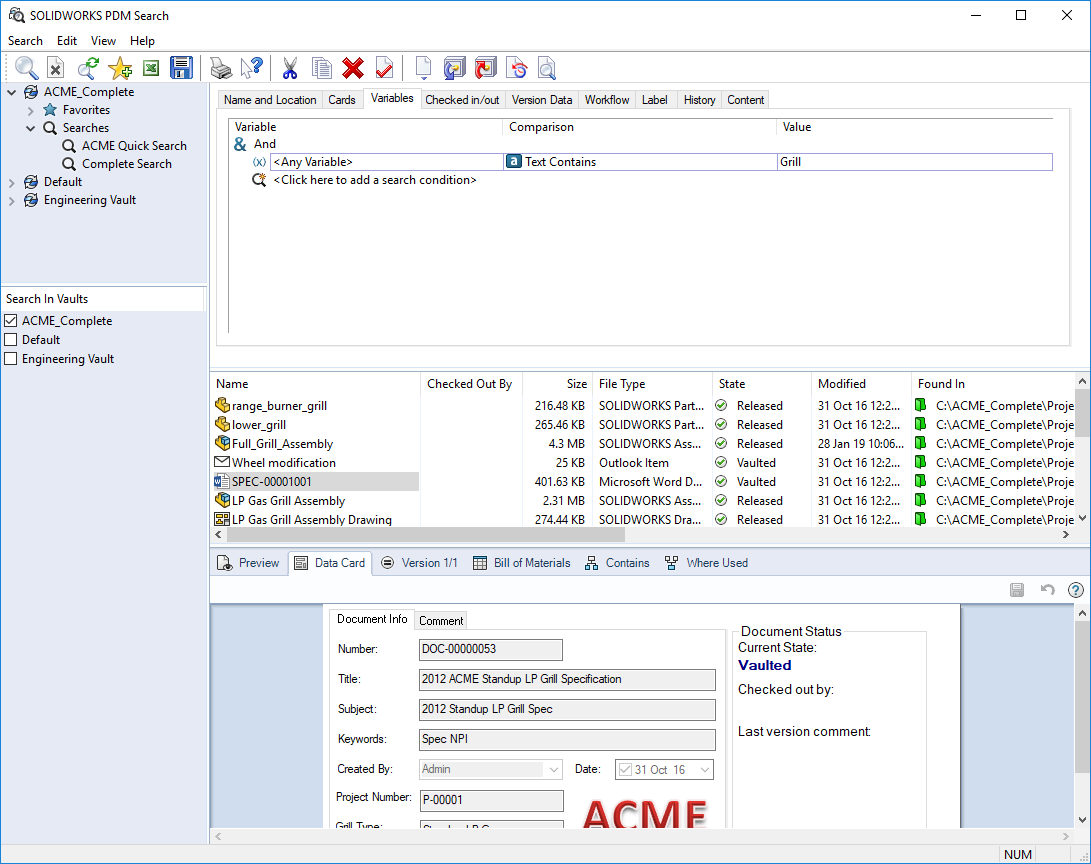 SOLIDWORKS PDM Search
Search Edit View Help
ACME_Complete
Favorites
Searches
ACME Quick Search
Complete Search
Default
Engineering Vault
Search In Vaults
ACME_Complete
Default
Engineering Vault
Name and Location Cards Variables Checked in/out Version Data Workflow Label History Content
Variable Comparison Value
& And
(x) <Any Variable> a Text Contains Grill
<Click here to add a search condition>
Name Checked Out By Size File Type State Modified Found In
range_burner_grill 216.48 KB SOLIDWORKS Part... Released 31 Oct 16 12:2... C:\ACME_Complete\Proje
lower_grill 265.46 KB SOLIDWORKS Part... Released 31 Oct 16 12:2... C:\ACME_Complete\Proje
Full_Grill_Assembly 4.3 MB SOLIDWORKS Ass... Released 28 Jan 19 10:06... C:\ACME_Complete\Proje
Wheel modification 25 KB Outlook Item Vaulted 31 Oct 16 12:2... C:\ACME_Complete\Proje
SPEC-00001001 401.63 KB Microsoft Word D... Vaulted 31 Oct 16 12:2... C:\ACME_Complete\Proje
LP Gas Grill Assembly 2.31 MB SOLIDWORKS Ass... Released 31 Oct 16 12:2... C:\ACME_Complete\Proje
LP Gas Grill Assembly Drawing 274.44 KB SOLIDWORKS Dra... Released 31 Oct 16 12:2... C:\ACME_Complete\Proje
Preview Data Card Version 1/1 Bill of Materials Contains Where Used
Document Info Comment
Number: DOC-00000053
Title: 2012 ACME Standup LP Grill Specification
Subject: 2012 Standup LP Grill Spec
Keywords: Spec NPI
Created By: Admin Date: 31 Oct 16
Project Number: P-00001
ACME
Grill Type:
Document Status
Current State:
Vaulted
Checked out by:
Last version comment:
NUM